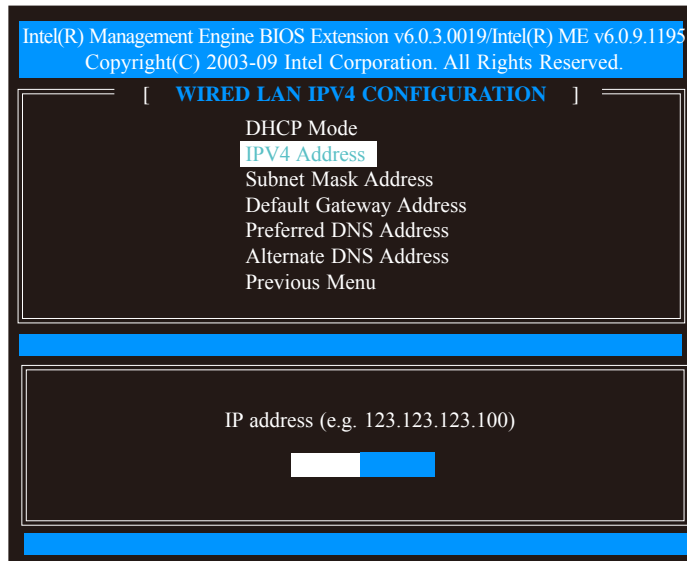 Intel(R) Management Engine BIOS Extension v6.0.3.0019/Intel(R) ME v6.0.9.1195
Copyright(C) 2003-09 Intel Corporation. All Rights Reserved.
[ WIRED LAN IPV4 CONFIGURATION ]
DHCP Mode
IPV4 Address
Subnet Mask Address
Default Gateway Address
Preferred DNS Address
Alternate DNS Address
Previous Menu
IP address (e.g. 123.123.123.100)